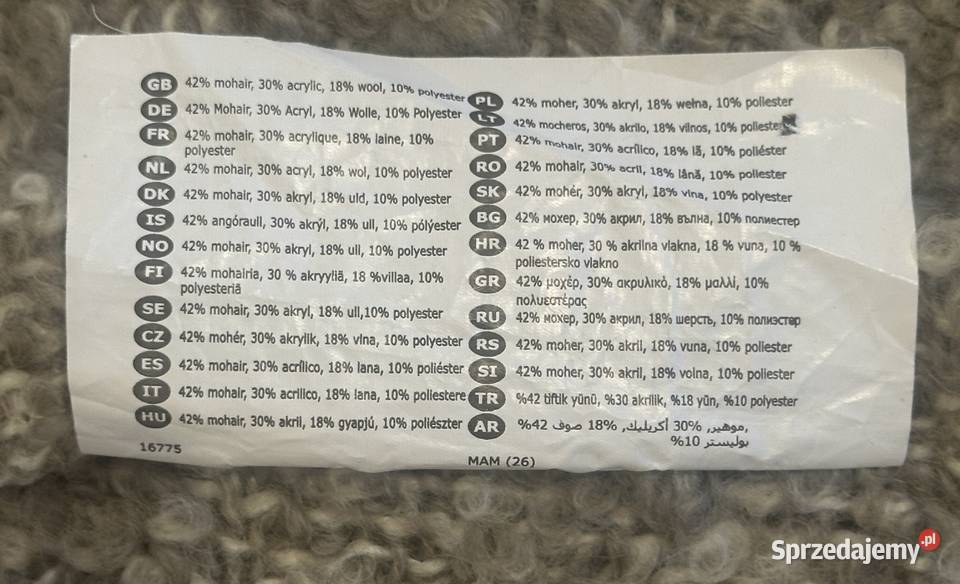 GB 42% mohair, 30% acrylic, 18% wool, 10% polyester
DE 42% Mohair, 30% Acryl, 18% Wolle, 10% Polyester
FR 42% mohair, 30% acrylique, 18% laine, 10%
polyester
NL 42% mohair, 30% acryl, 18% wol, 10% polyester
DK 42% mohair, 30% akryl, 18% uld, 10% polyester
IS 42% angóraull, 30% akrýl, 18% ull, 10% pólýester
NO 42% mohair, 30% akryl, 18% ull, 10% polyester
FI 42% mohairia, 30 % akryyliä, 18 %villaa, 10%
polyesteriä
SE 42% mohair, 30% akryl, 18% ull,10% polyester
CZ 42% mohér, 30% akrylik, 18% vlna, 10% polyester
ES 42% mohair, 30% acrílico, 18% lana, 10% poliéster
IT 42% mohair, 30% acrilico, 18% lana, 10% poliestere
HU 42% mohair, 30% akril, 18% gyapjú, 10% poliészter
16775
PL 42% moher, 30% akryl, 18% wełna, 10% poliester
LT 42% mocheros, 30% akrilo, 18% vilnos, 10% poliester
PT 42% mohair, 30% acrílico, 18% lã, 10% poliéster
RO 42% mohair, 30% acril, 18% lână, 10% poliester
SK 42% mohér, 30% akryl, 18% vlna, 10% polyester
BG 42% мохер, 30% акрил, 18% вълна, 10% полиестер
HR 42 % moher, 30 % akrilna vlakna, 18 % vuna, 10 %
poliestersko vlakno
GR 42% μοχέρ, 30% ακρυλικό, 18% μαλλί, 10%
πολυεστέρας
RU 42% мохер, 30% акрил, 18% шерсть, 10% полиэстер
RS 42% moher, 30% akril, 18% vuna, 10% poliester
SI 42% moher, 30% akril, 18% volna, 10% poliester
TR %42 tiftik yünü, %30 akrilik, %18 yün, %10 polyester
AR %42 موهير, 30% أكريليك, 18% صوف,
%10 بوليستر
MAM (26)
Sprzedajemy.pl